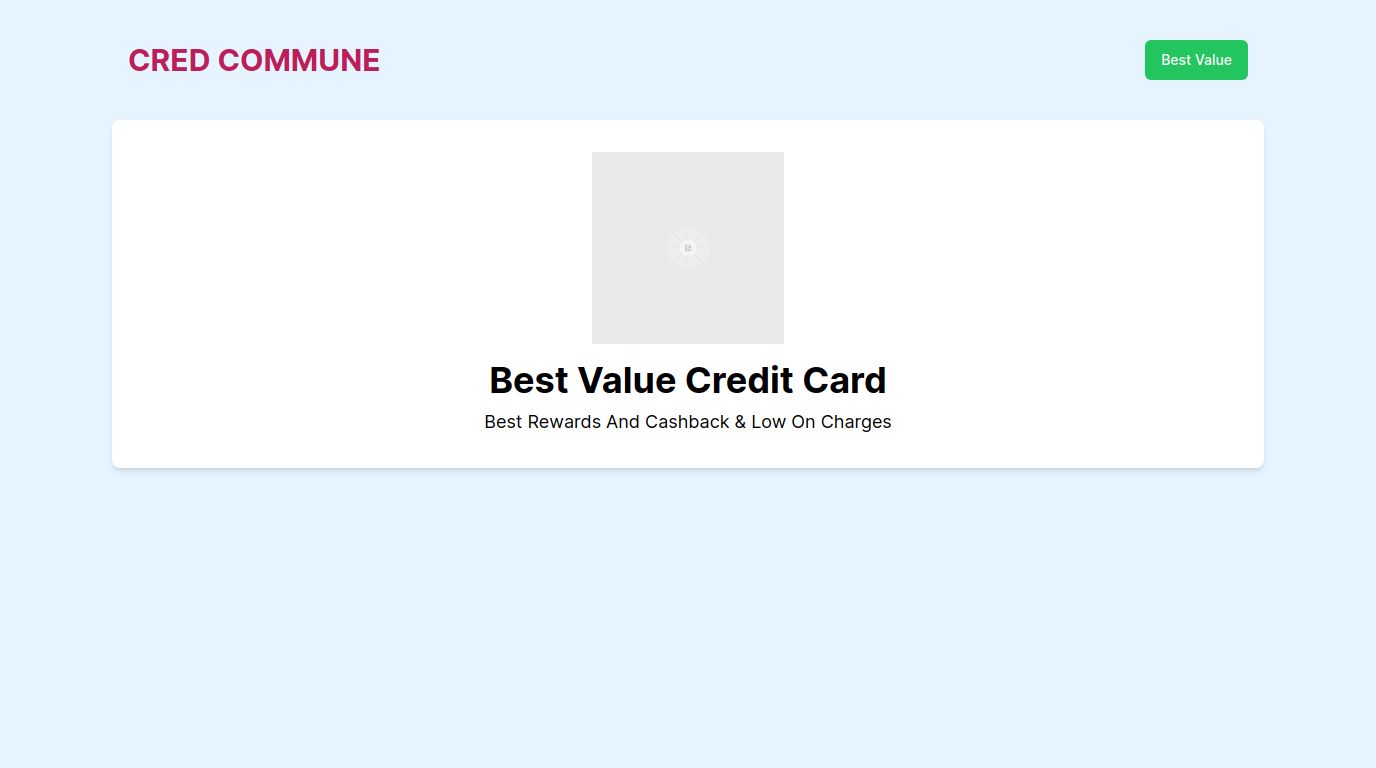 CRED COMMUNE
Best Value
Best Value Credit Card
Best Rewards And Cashback & Low On Charges